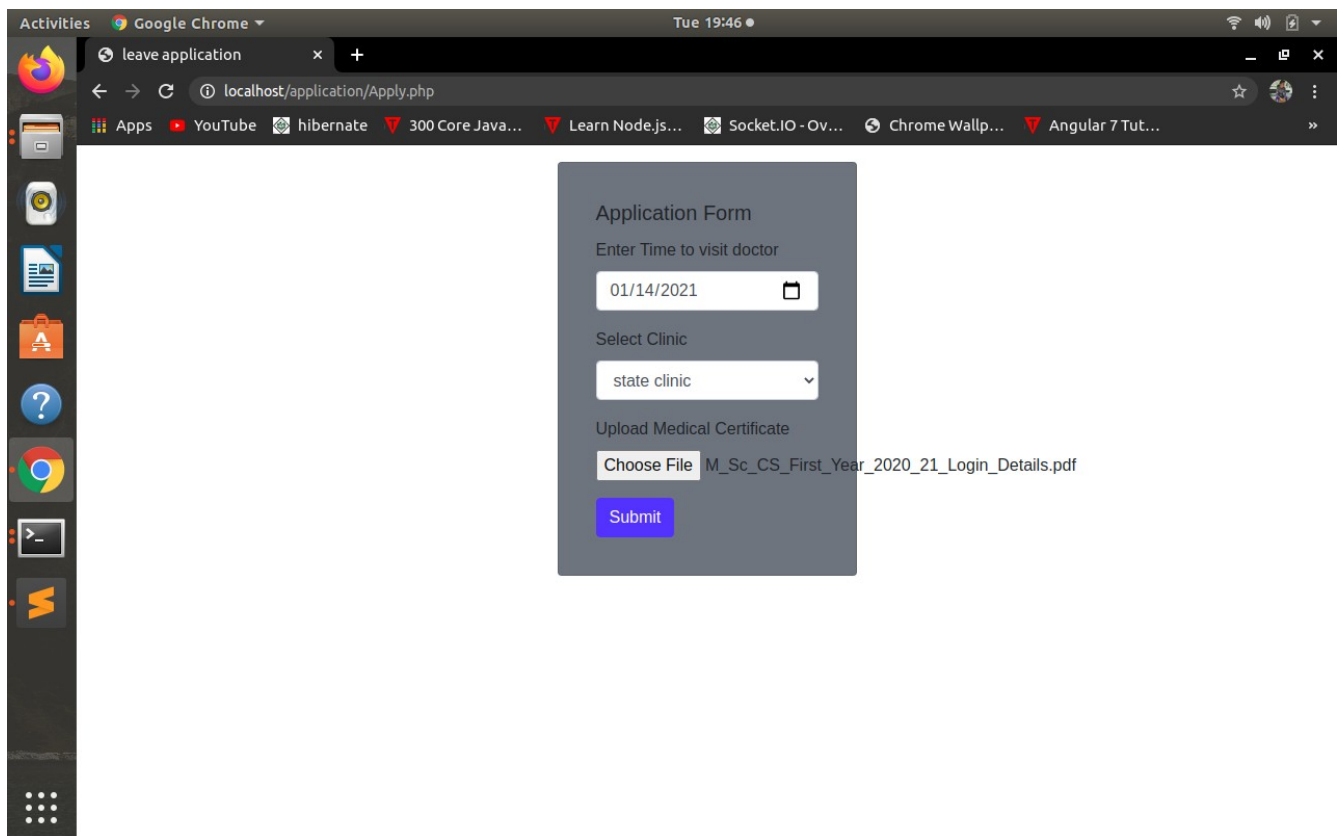 Activities Google Chrome Tue 19:46
leave application
localhost/application/Apply.php
Apps YouTube hibernate 300 Core Java... Learn Node.js... Socket.IO - Ov... Chrome Wallp... Angular 7 Tut... »
Application Form
Enter Time to visit doctor
01/14/2021
Select Clinic
state clinic
Upload Medical Certificate
Choose File M_Sc_CS_First_Year_2020_21_Login_Details.pdf
Submit